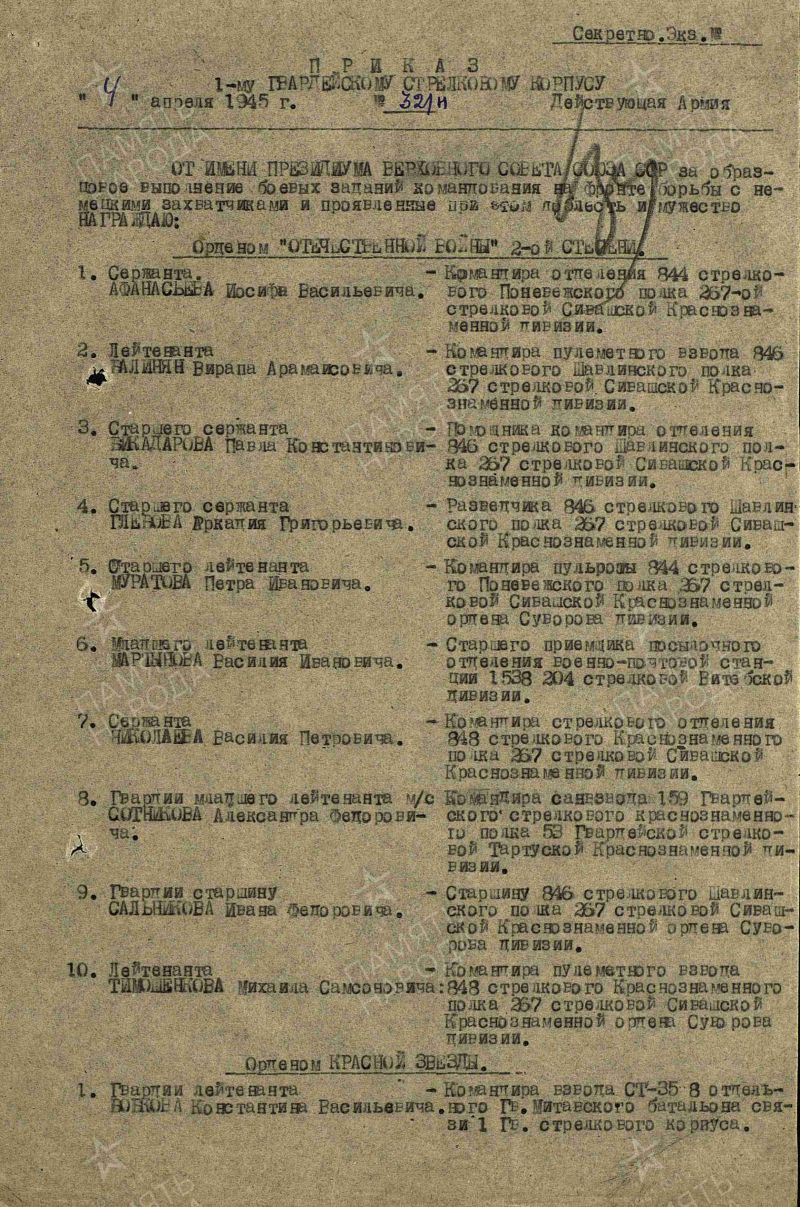 Секретно. Экз. №
ПРИКАЗ
1-му ГВАРДЕЙСКОМУ СТРЕЛКОВОМУ КОРПУСУ
" 4 " апреля 1945 г. № 321/н Действующая Армия
ОТ ИМЕНИ ПРЕЗИДИУМА ВЕРХОВНОГО СОВЕТА СОЮЗА ССР за образ-
цовое выполнение боевых заданий командования на фронте борьбы с не-
мецкими захватчиками и проявленные при этом доблесть и мужество
НАГРАЖДАЮ:
Орденом "ОТЕЧЕСТВЕННОЙ ВОЙНЫ" 2-ой СТЕПЕНИ.
1. Сержанта. - Командира отделения 844 стрелко-
АФАНАСЬЕВА Иосифа Васильевича. вого Поневежского полка 267-ой
стрелковой Сивашской Краснозна-
менной дивизии.
2. Лейтенанта - Командира пулеметного взвода 846
Вирапа Арамаисовича. стрелкового Шавлинского полка
267 стрелковой Сивашской Красно-
знаменной дивизии.
3. Старшего сержанта - Помощника командира отделения
Павла Константинови- 846 стрелкового Шавлинского пол-
ча. ка 267 стрелковой Сивашской Крас-
нознаменной дивизии.
4. Старшего сержанта - Разведчика 846 стрелкового Шавлин-
ГЛЕБОВА Аркадия Григорьевича. ского полка 267 стрелковой Сиваш-
ской Краснознаменной дивизии.
5. Старшего лейтенанта - Командира пульроты 844 стрелково-
МУРАТОВА Петра Ивановича. го Поневежского полка 267 стрел-
ковой Сивашской Краснознаменной
ордена Суворова дивизии.
6. Младшего лейтенанта - Старшего приемщика посылочного
МАРТЫНОВА Василия Ивановича. отделения военно-почтовой стан-
ции 1538 204 стрелковой Витебской
дивизии.
7. Сержанта - Командира стрелкового отделения
НИКОЛАЕВА Василия Петровича. 848 стрелкового Краснознаменного
полка 267 стрелковой Сивашской
Краснознаменной дивизии.
8. Гвардии младшего лейтенанта м/с Командира санвзвода 159 Гвардей-
СОТНИКОВА Александра Федорови- ского стрелкового краснознаменно-
ча. го полка 53 Гвардейской стрелко-
вой Тартуской Краснознаменной ди-
визии.
9. Гвардии старшину - Старшину 846 стрелкового Шавлин-
САЛЬНИКОВА Ивана Федоровича. ского полка 267 стрелковой Сиваш-
ской Краснознаменной ордена Суво-
рова дивизии.
10. Лейтенанта - Командира пулеметного взвода
ТИМОШЕНКОВА Михаила Самсоновича: 848 стрелкового Краснознаменного
полка 267 стрелковой Сивашской
Краснознаменной ордена Суворова
дивизии.
Орденом КРАСНОЙ ЗВЕЗДЫ.
1. Гвардии лейтенанта - Командира взвода СТ-35 8 отдель-
Константина Васильевича. ного Гв. Митавского батальона свя-
зи 1 Гв. стрелкового корпуса.
ПАМЯТЬ НАРОДА